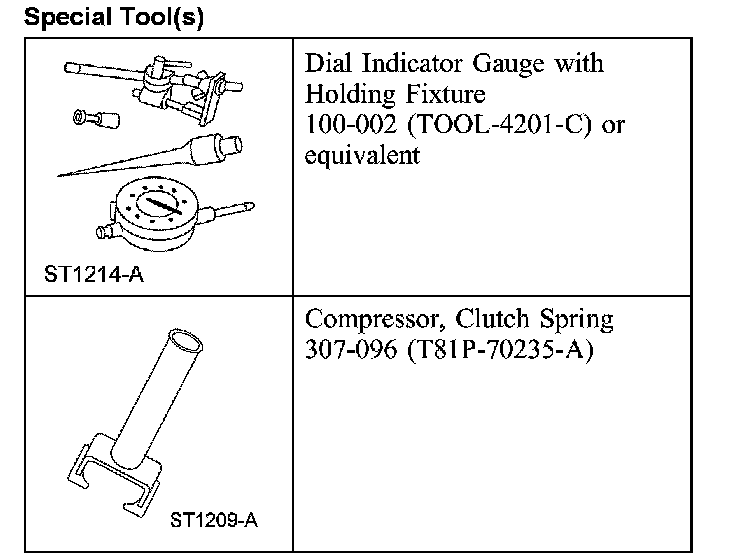 Special Tool(s)
Dial Indicator Gauge with
Holding Fixture
100-002 (TOOL-4201-C) or
equivalent
ST1214-A
Compressor, Clutch Spring
307-096 (T81P-70235-A)
ST1209-A